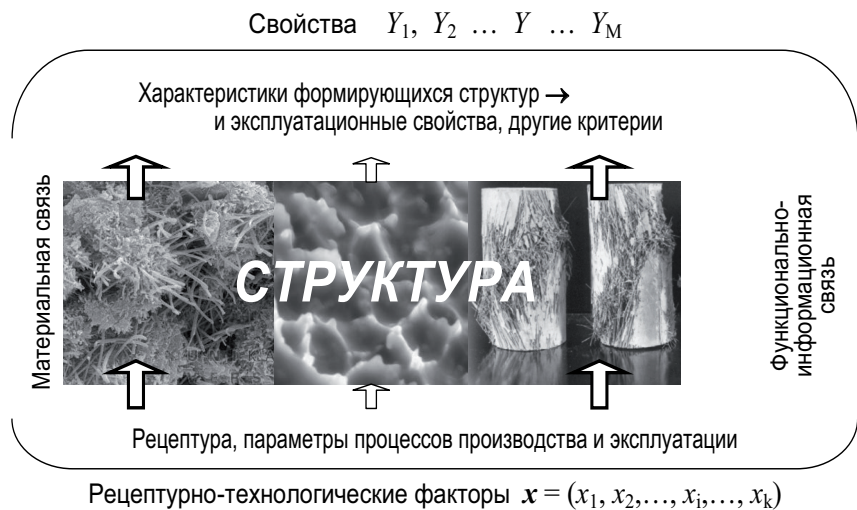 Свойства Y₁, Y₂ … Y … Yₘ
Характеристики формирующихся структур →
и эксплуатационные свойства, другие критерии
Материальная связь
СТРУКТУРА
Функционально-
информационная
связь
Рецептура, параметры процессов производства и эксплуатации
Рецептурно-технологические факторы x = (x₁, x₂,…, xᵢ,…, xₖ)